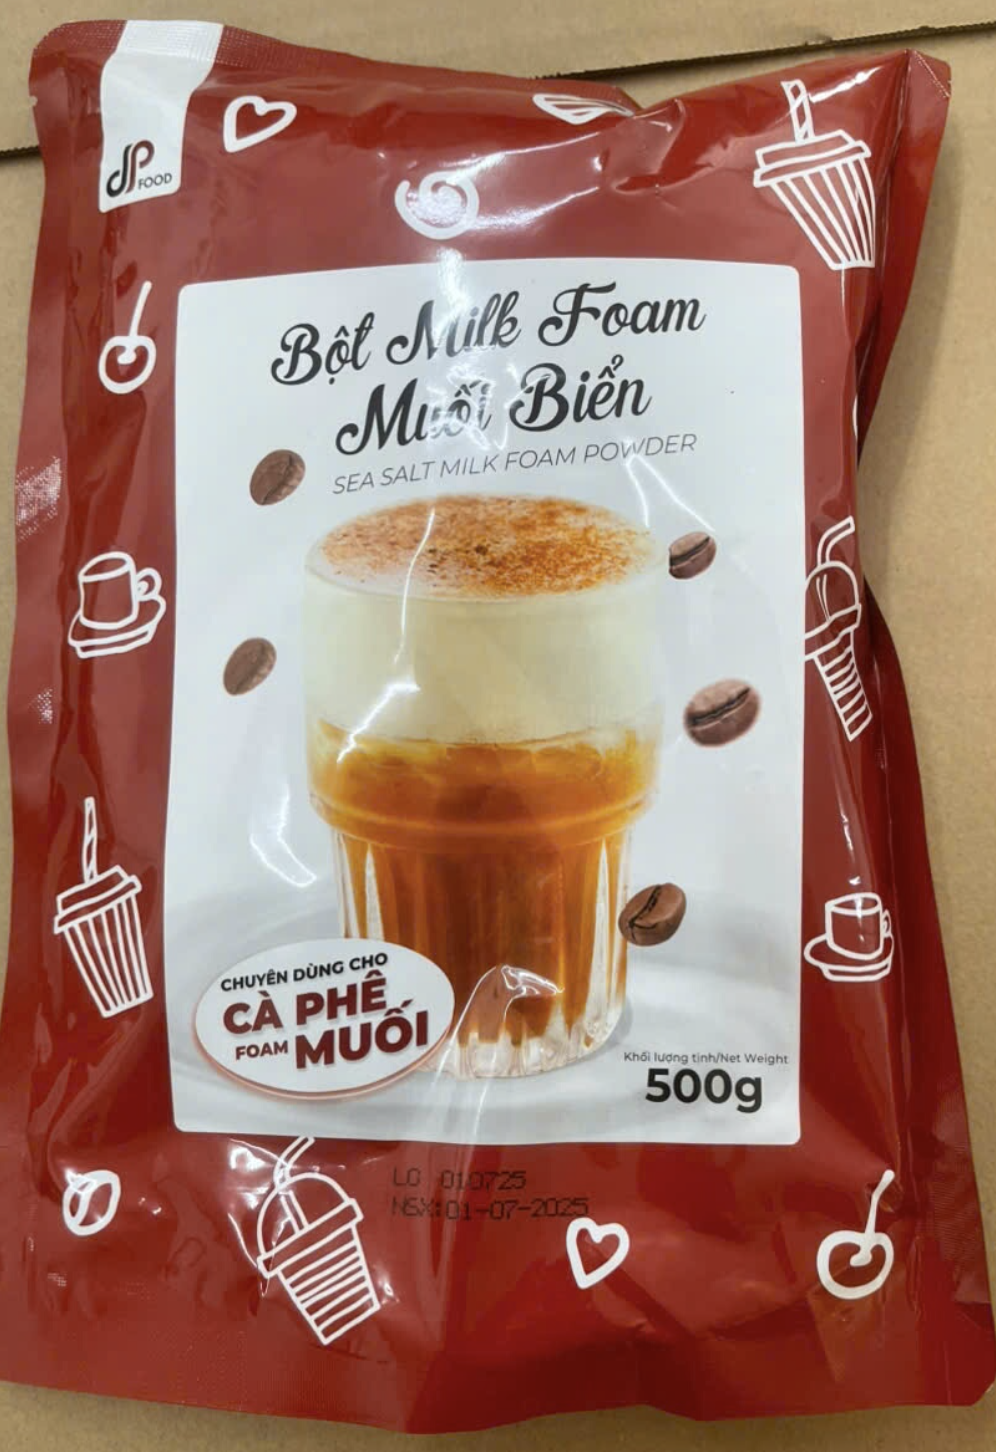 dP FOOD
Bột Milk Foam
Muối Biển
SEA SALT MILK FOAM POWDER
CHUYÊN DÙNG CHO
CÀ PHÊ
FOAM MUỐI
Khối lượng tịnh/Net Weight
500g
LO 010725
NSX:01-07-2025